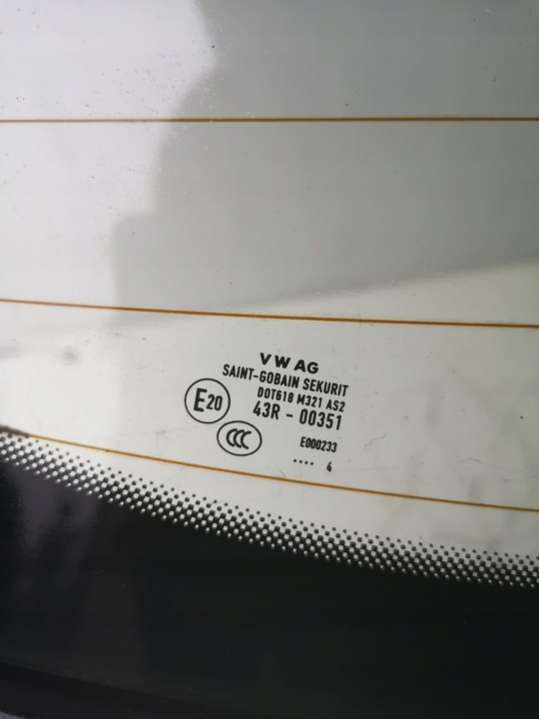 VW AG
SAINT-GOBAIN SEKURIT
DOT618 M321 AS2
E20 43R - 00351
CCC
E000233
.... 4